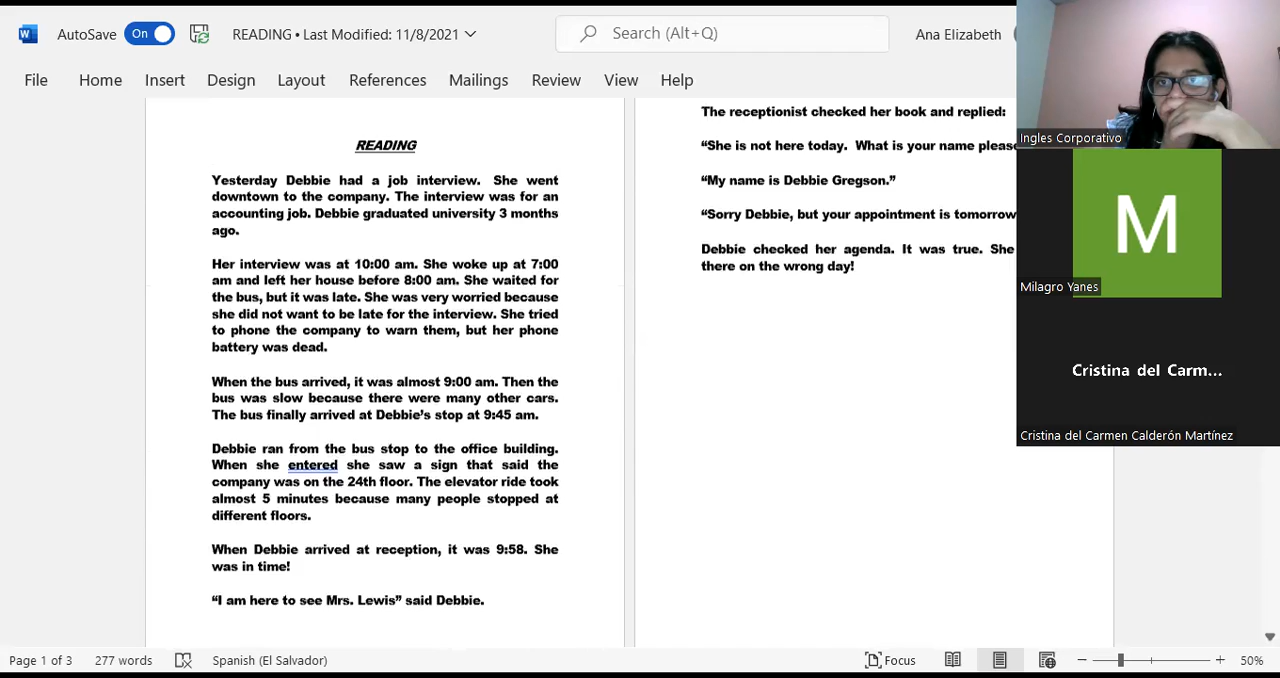 AutoSave On READING • Last Modified: 11/8/2021 Search (Alt+Q) Ana Elizabeth
File Home Insert Design Layout References Mailings Review View Help
READING
Yesterday Debbie had a job interview. She went
downtown to the company. The interview was for an
accounting job. Debbie graduated university 3 months
ago.
Her interview was at 10:00 am. She woke up at 7:00
am and left her house before 8:00 am. She waited for
the bus, but it was late. She was very worried because
she did not want to be late for the interview. She tried
to phone the company to warn them, but her phone
battery was dead.
When the bus arrived, it was almost 9:00 am. Then the
bus was slow because there were many other cars.
The bus finally arrived at Debbie’s stop at 9:45 am.
Debbie ran from the bus stop to the office building.
When she entered she saw a sign that said the
company was on the 24th floor. The elevator ride took
almost 5 minutes because many people stopped at
different floors.
When Debbie arrived at reception, it was 9:58. She
was in time!
“I am here to see Mrs. Lewis” said Debbie.
The receptionist checked her book and replied:
“She is not here today. What is your name please
“My name is Debbie Gregson.”
“Sorry Debbie, but your appointment is tomorrow
Debbie checked her agenda. It was true. She
there on the wrong day!
Ingles Corporativo
M
Milagro Yanes
Cristina del Carm...
Cristina del Carmen Calderón Martínez
Page 1 of 3 277 words Spanish (El Salvador) Focus 50%